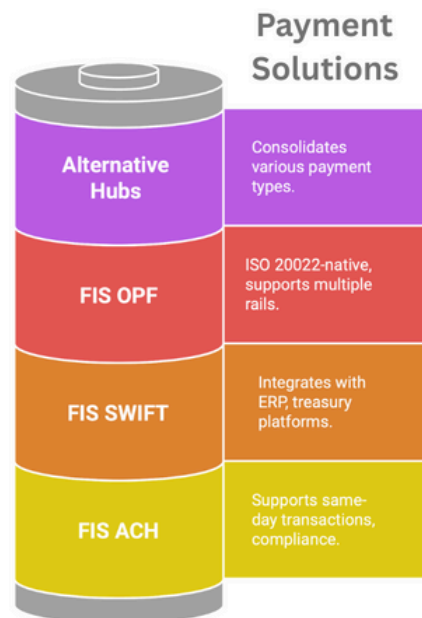 Payment
Solutions
Alternative
Hubs
Consolidates
various payment
types.
FIS OPF
ISO 20022-native,
supports multiple
rails.
FIS SWIFT
Integrates with
ERP, treasury
platforms.
FIS ACH
Supports same-
day transactions,
compliance.